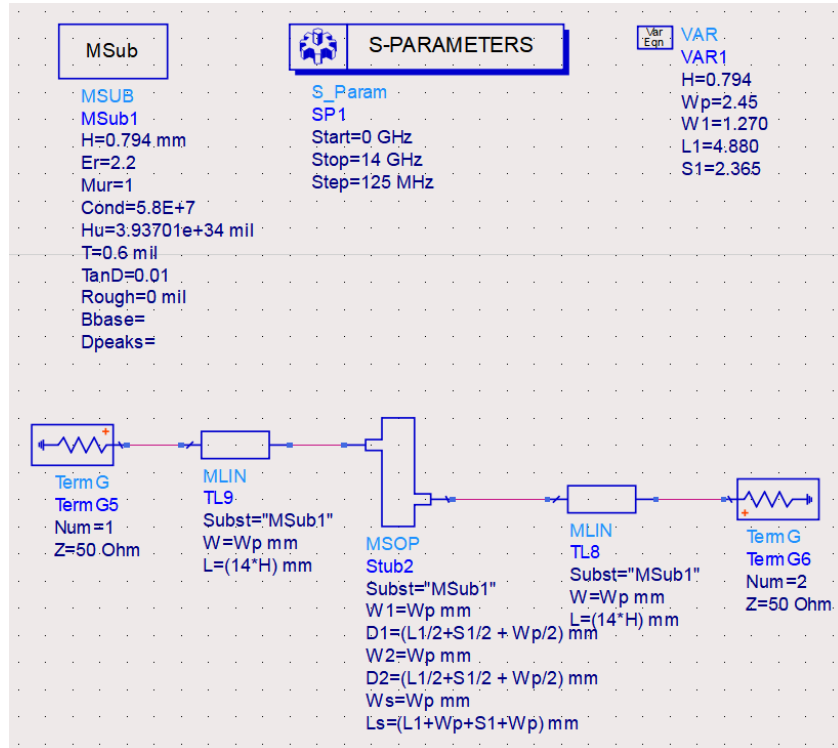 MSub
MSUB
MSub1
H=0.794 mm
Er=2.2
Mur=1
Cond=5.8E+7
Hu=3.93701e+34 mil
T=0.6 mil
TanD=0.01
Rough=0 mil
Bbase=
Dpeaks=
S-PARAMETERS
S_Param
SP1
Start=0 GHz
Stop=14 GHz
Step=125 MHz
Var
Eqn
VAR
VAR1
H=0.794
Wp=2.45
W1=1.270
L1=4.880
S1=2.365
TermG
TermG5
Num=1
Z=50 Ohm
MLIN
TL9
Subst="MSub1"
W=Wp mm
L=(14*H) mm
MSOP
Stub2
Subst="MSub1"
W1=Wp mm
D1=(L1/2+S1/2 + Wp/2) mm
W2=Wp mm
D2=(L1/2+S1/2 + Wp/2) mm
Ws=Wp mm
Ls=(L1+Wp+S1+Wp) mm
MLIN
TL8
Subst="MSub1"
W=Wp mm
L=(14*H) mm
TermG
TermG6
Num=2
Z=50 Ohm